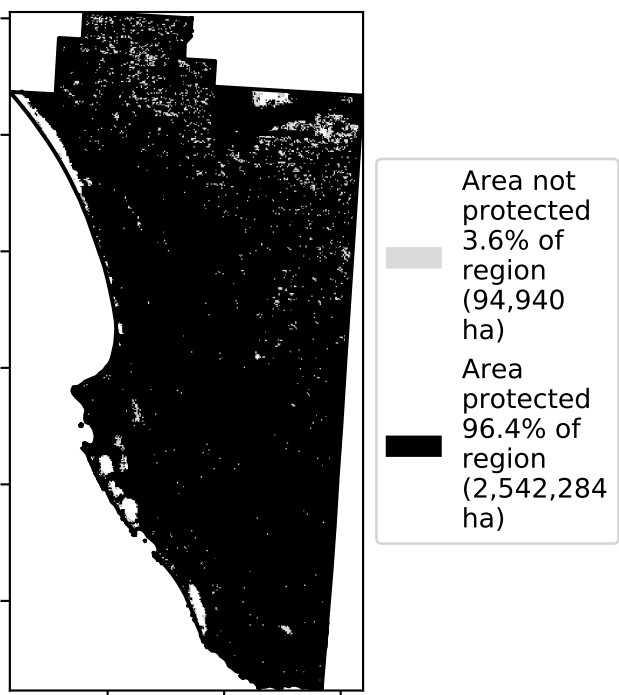 Area not
protected
3.6% of
region
(94,940
ha)
Area
protected
96.4% of
region
(2,542,284
ha)